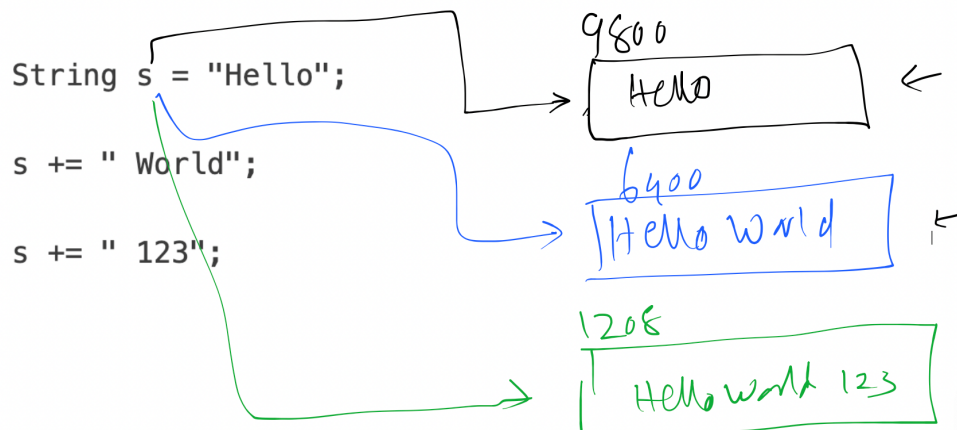 9800
String s = "Hello";
Hello
s += " World";
6400
Hello World
s += " 123";
1208
Hello World 123